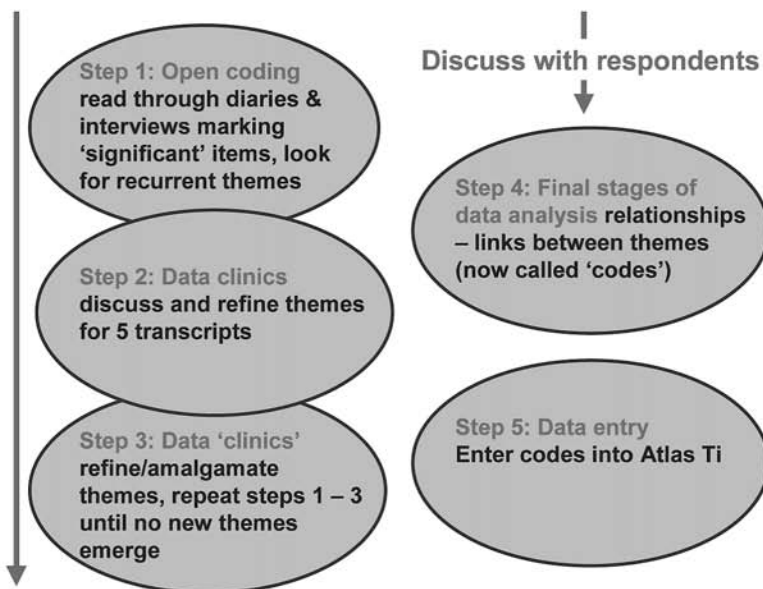 Step 1: Open coding
read through diaries &
interviews marking
‘significant’ items, look
for recurrent themes
Step 2: Data clinics
discuss and refine themes
for 5 transcripts
Step 3: Data ‘clinics’
refine/amalgamate
themes, repeat steps 1 – 3
until no new themes
emerge
Discuss with respondents
Step 4: Final stages of
data analysis relationships
– links between themes
(now called ‘codes’)
Step 5: Data entry
Enter codes into Atlas Ti